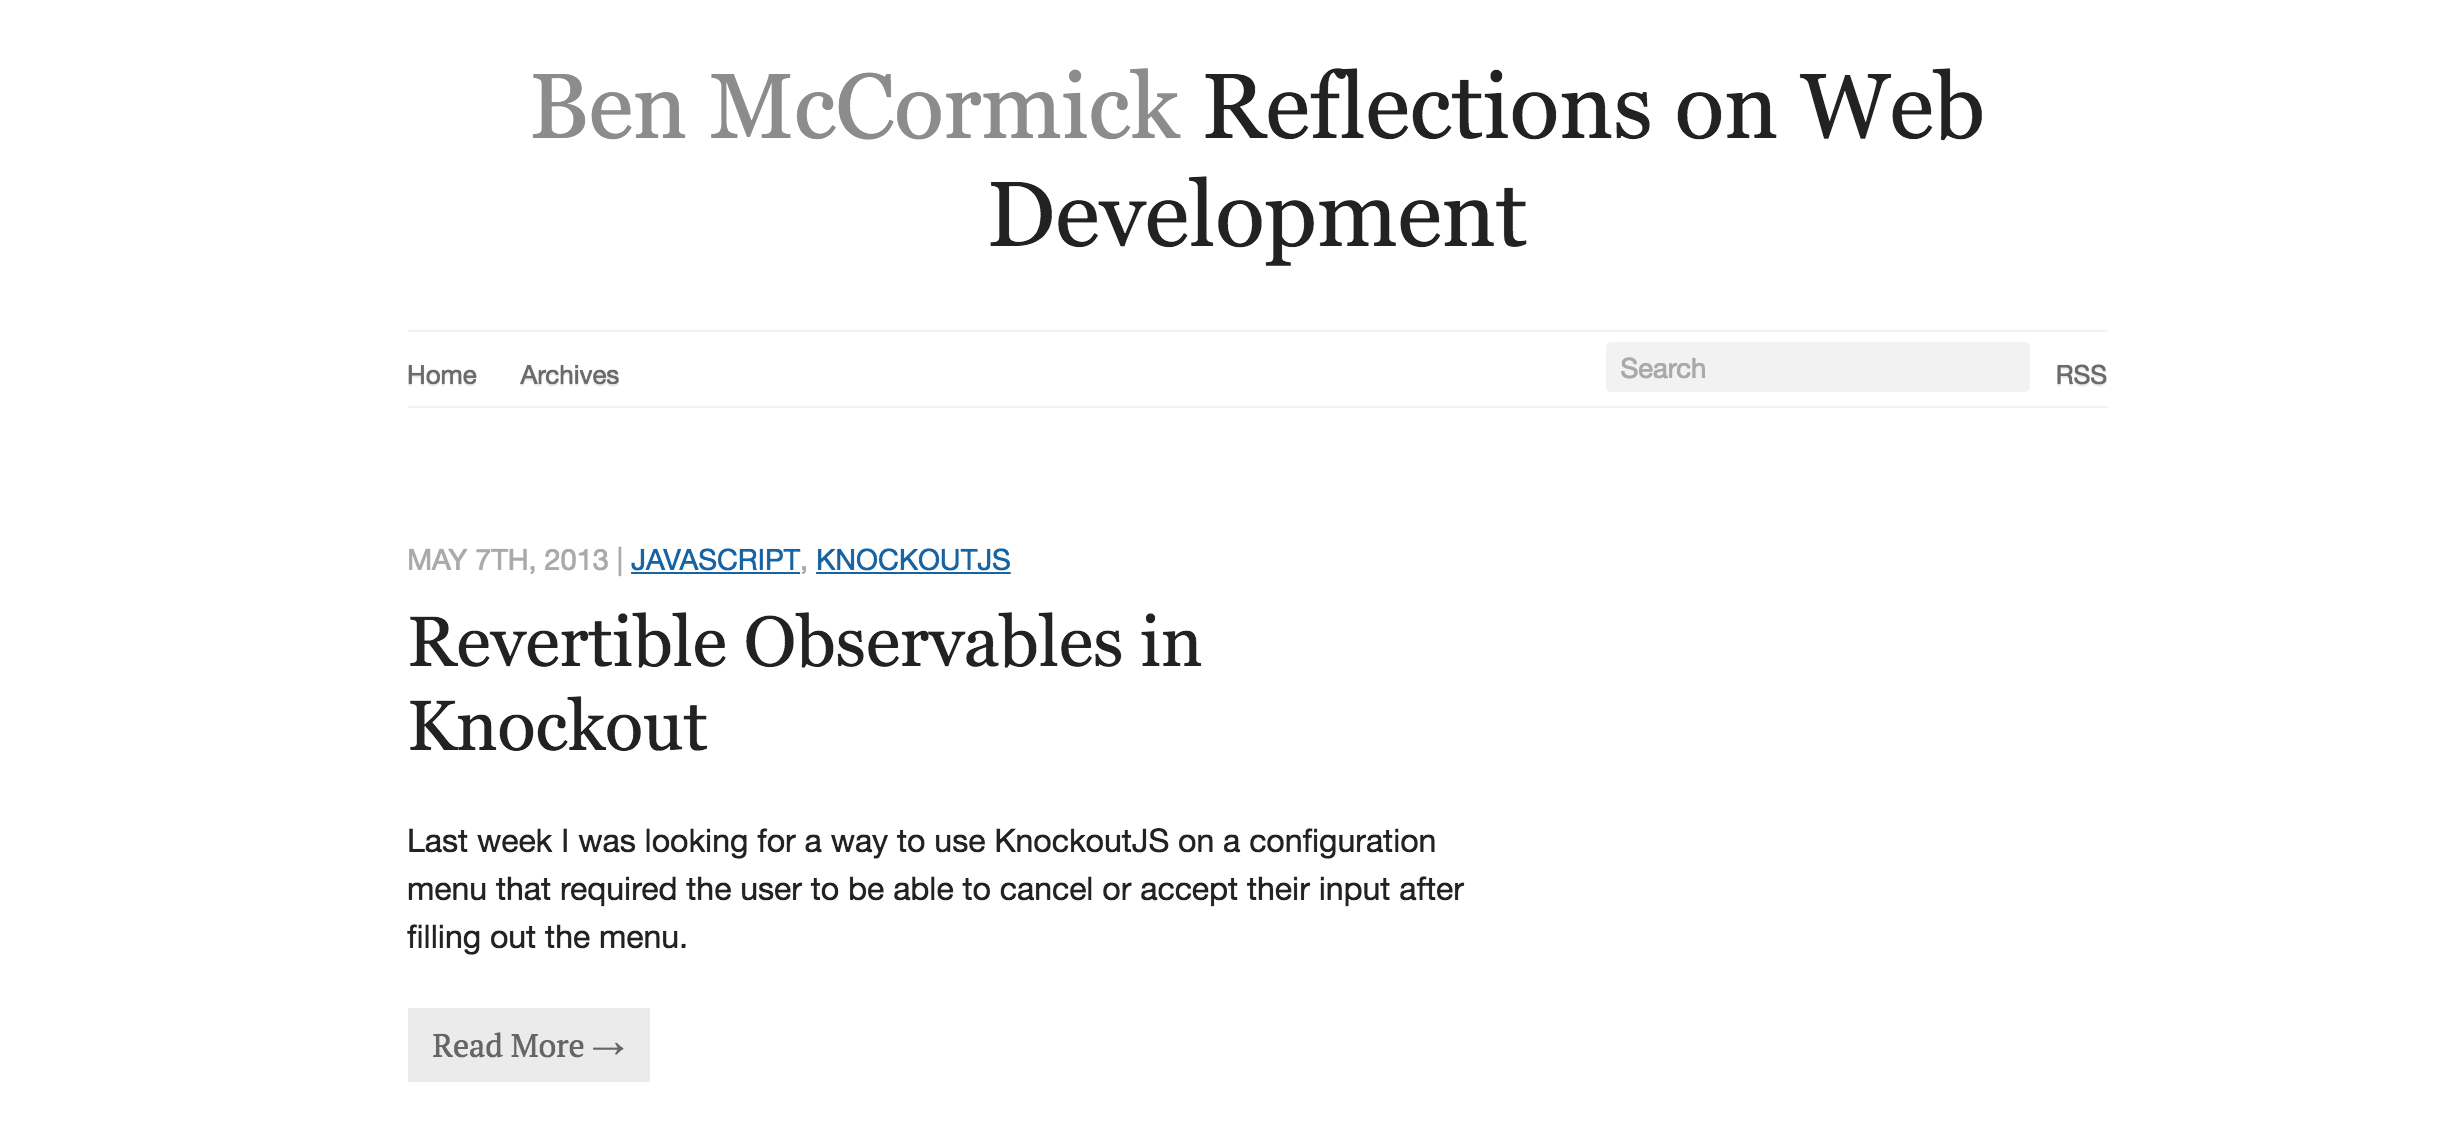 Ben McCormick Reflections on Web
Development
Home Archives Search RSS
MAY 7TH, 2013 | JAVASCRIPT, KNOCKOUTJS
Revertible Observables in
Knockout
Last week I was looking for a way to use KnockoutJS on a configuration
menu that required the user to be able to cancel or accept their input after
filling out the menu.
Read More →